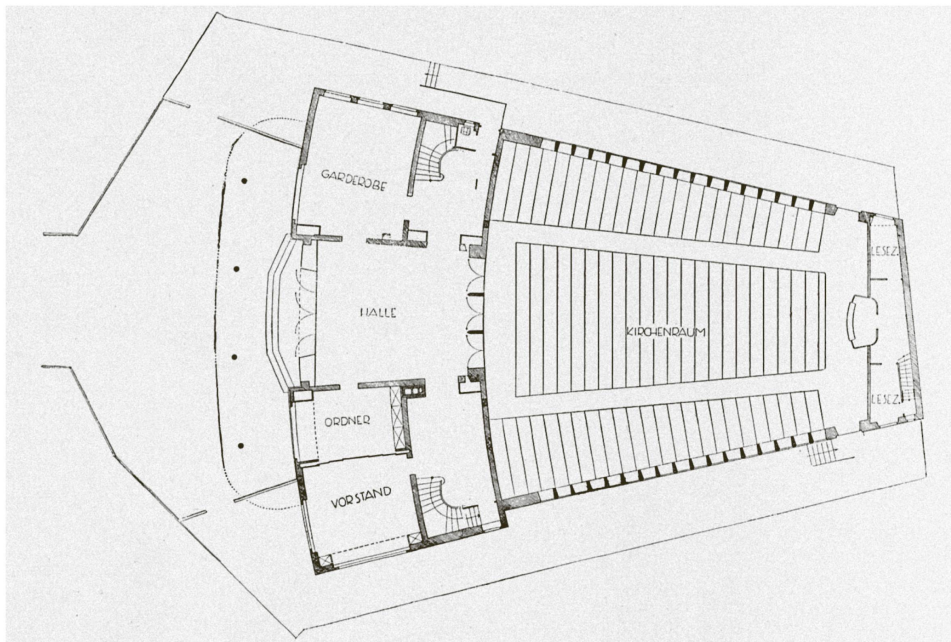 GARDEROBE
HALLE
ORDNER
VORSTAND
KIRCHENRAUM
LESEZ.
LESEZ.